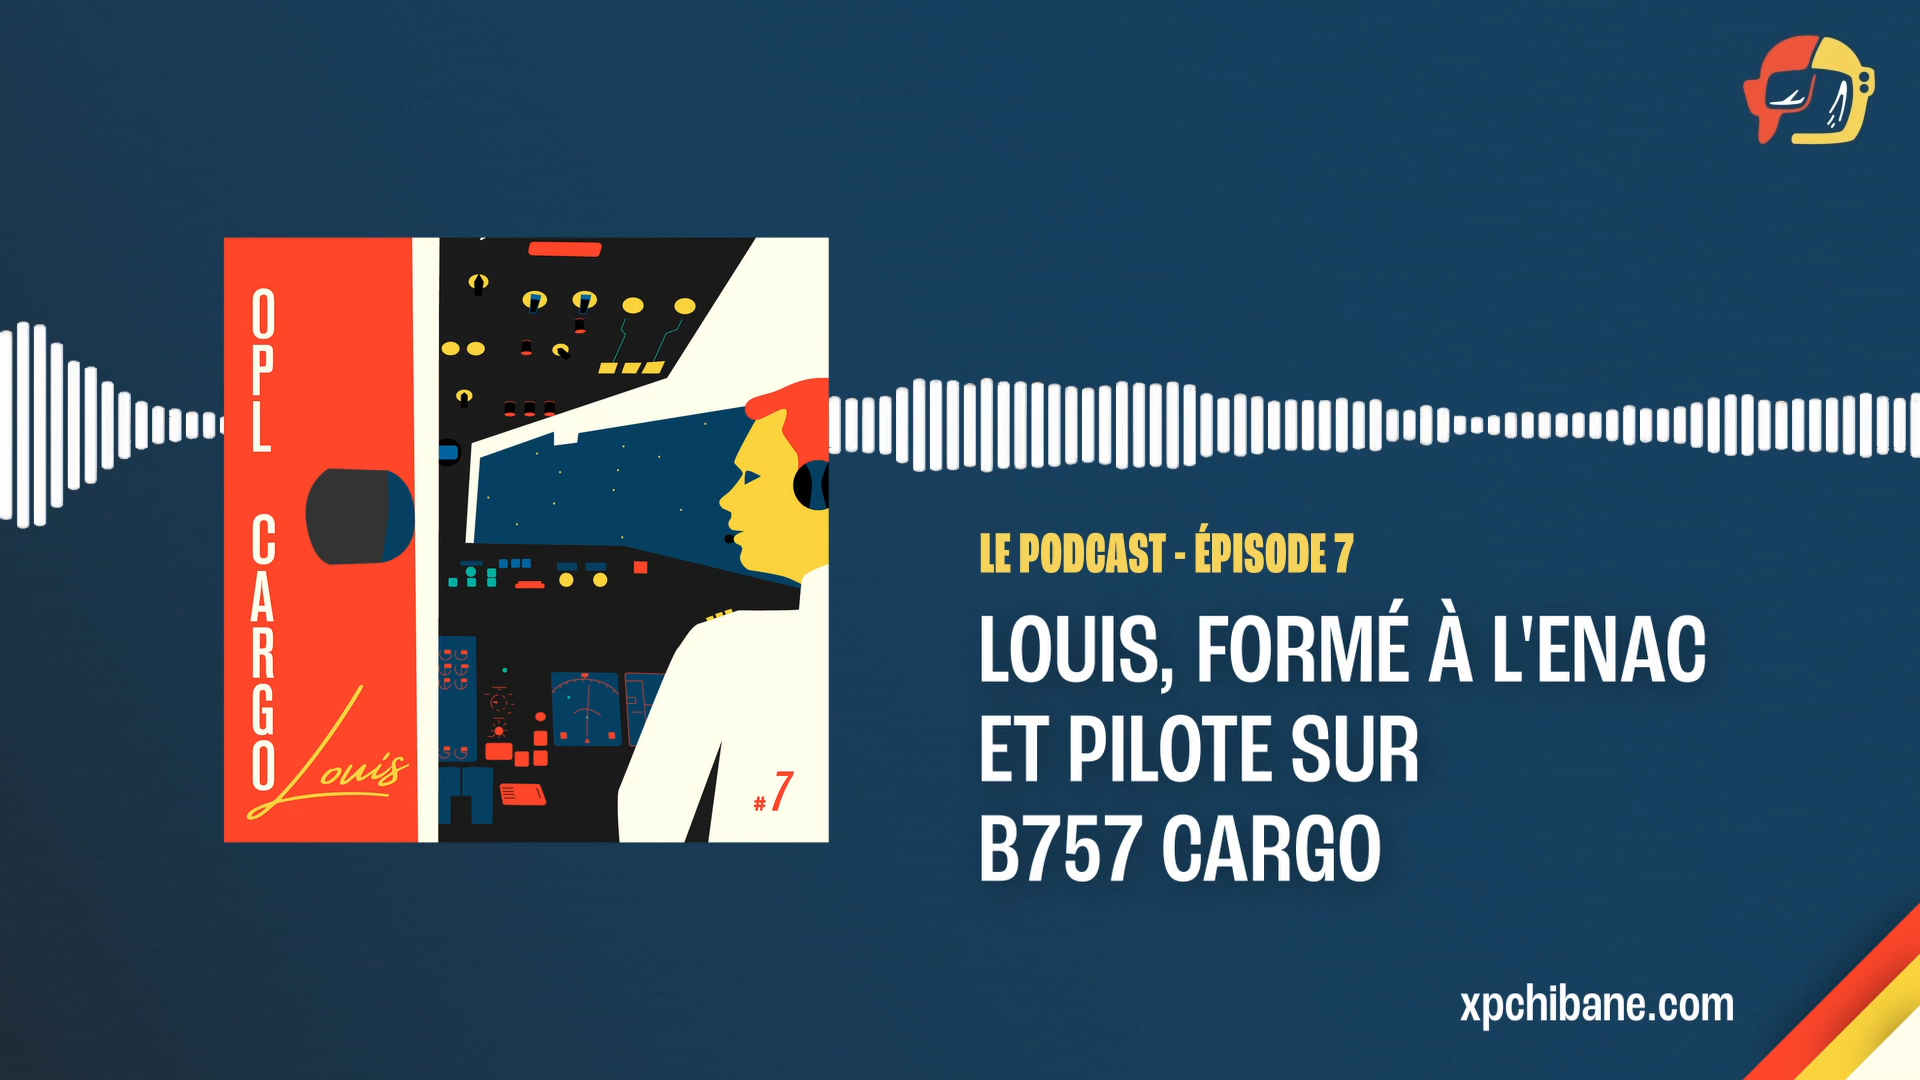 OPL CARGO
Louis
#7
LE PODCAST - ÉPISODE 7
LOUIS, FORMÉ À L'ENAC
ET PILOTE SUR
B757 CARGO
xpchibane.com